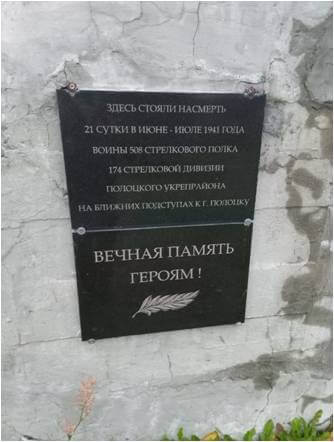 ЗДЕСЬ СТОЯЛИ НАСМЕРТЬ
21 СУТКИ В ИЮНЕ - ИЮЛЕ 1941 ГОДА
ВОИНЫ 508 СТРЕЛКОВОГО ПОЛКА
174 СТРЕЛКОВОЙ ДИВИЗИИ
ПОЛОЦКОГО УКРЕПРАЙОНА
НА БЛИЖНИХ ПОДСТУПАХ К Г. ПОЛОЦКУ
ВЕЧНАЯ ПАМЯТЬ
ГЕРОЯМ !